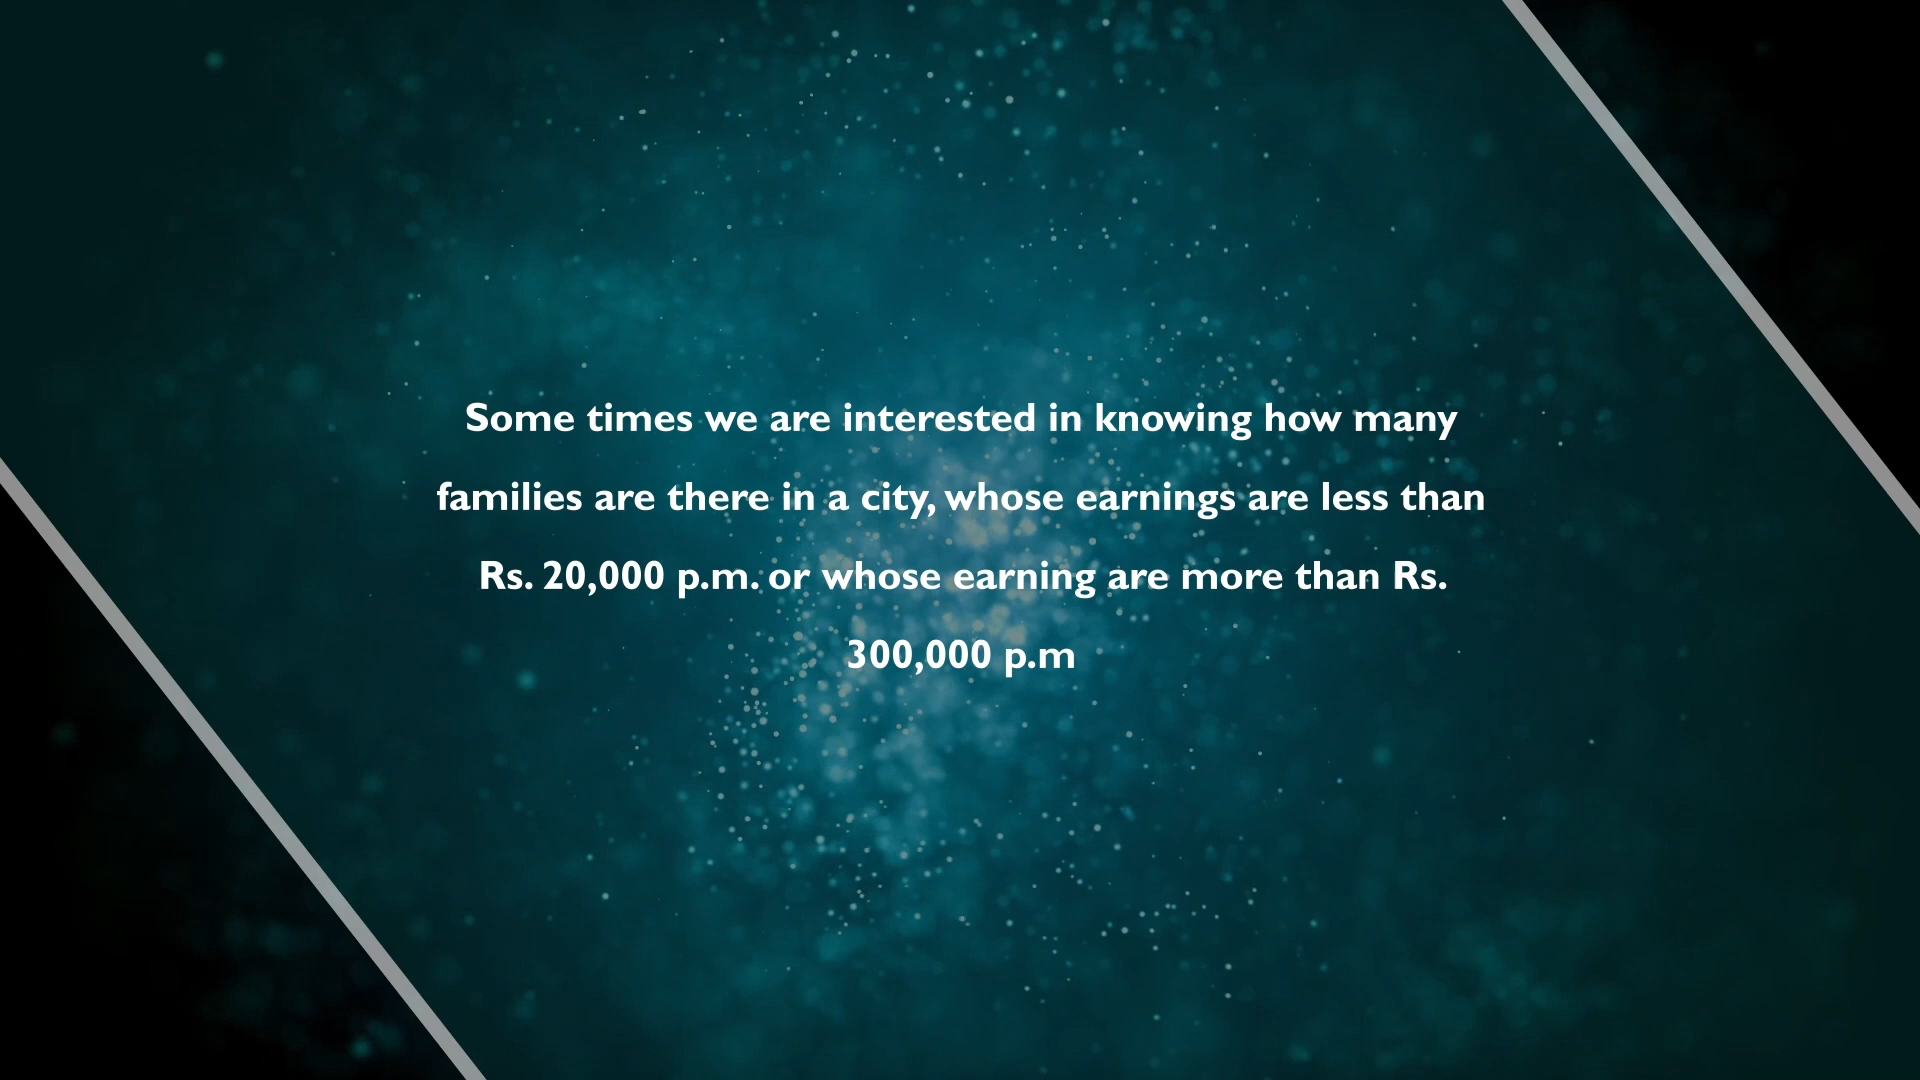 Some times we are interested in knowing how many
families are there in a city, whose earnings are less than
Rs. 20,000 p.m. or whose earning are more than Rs.
300,000 p.m